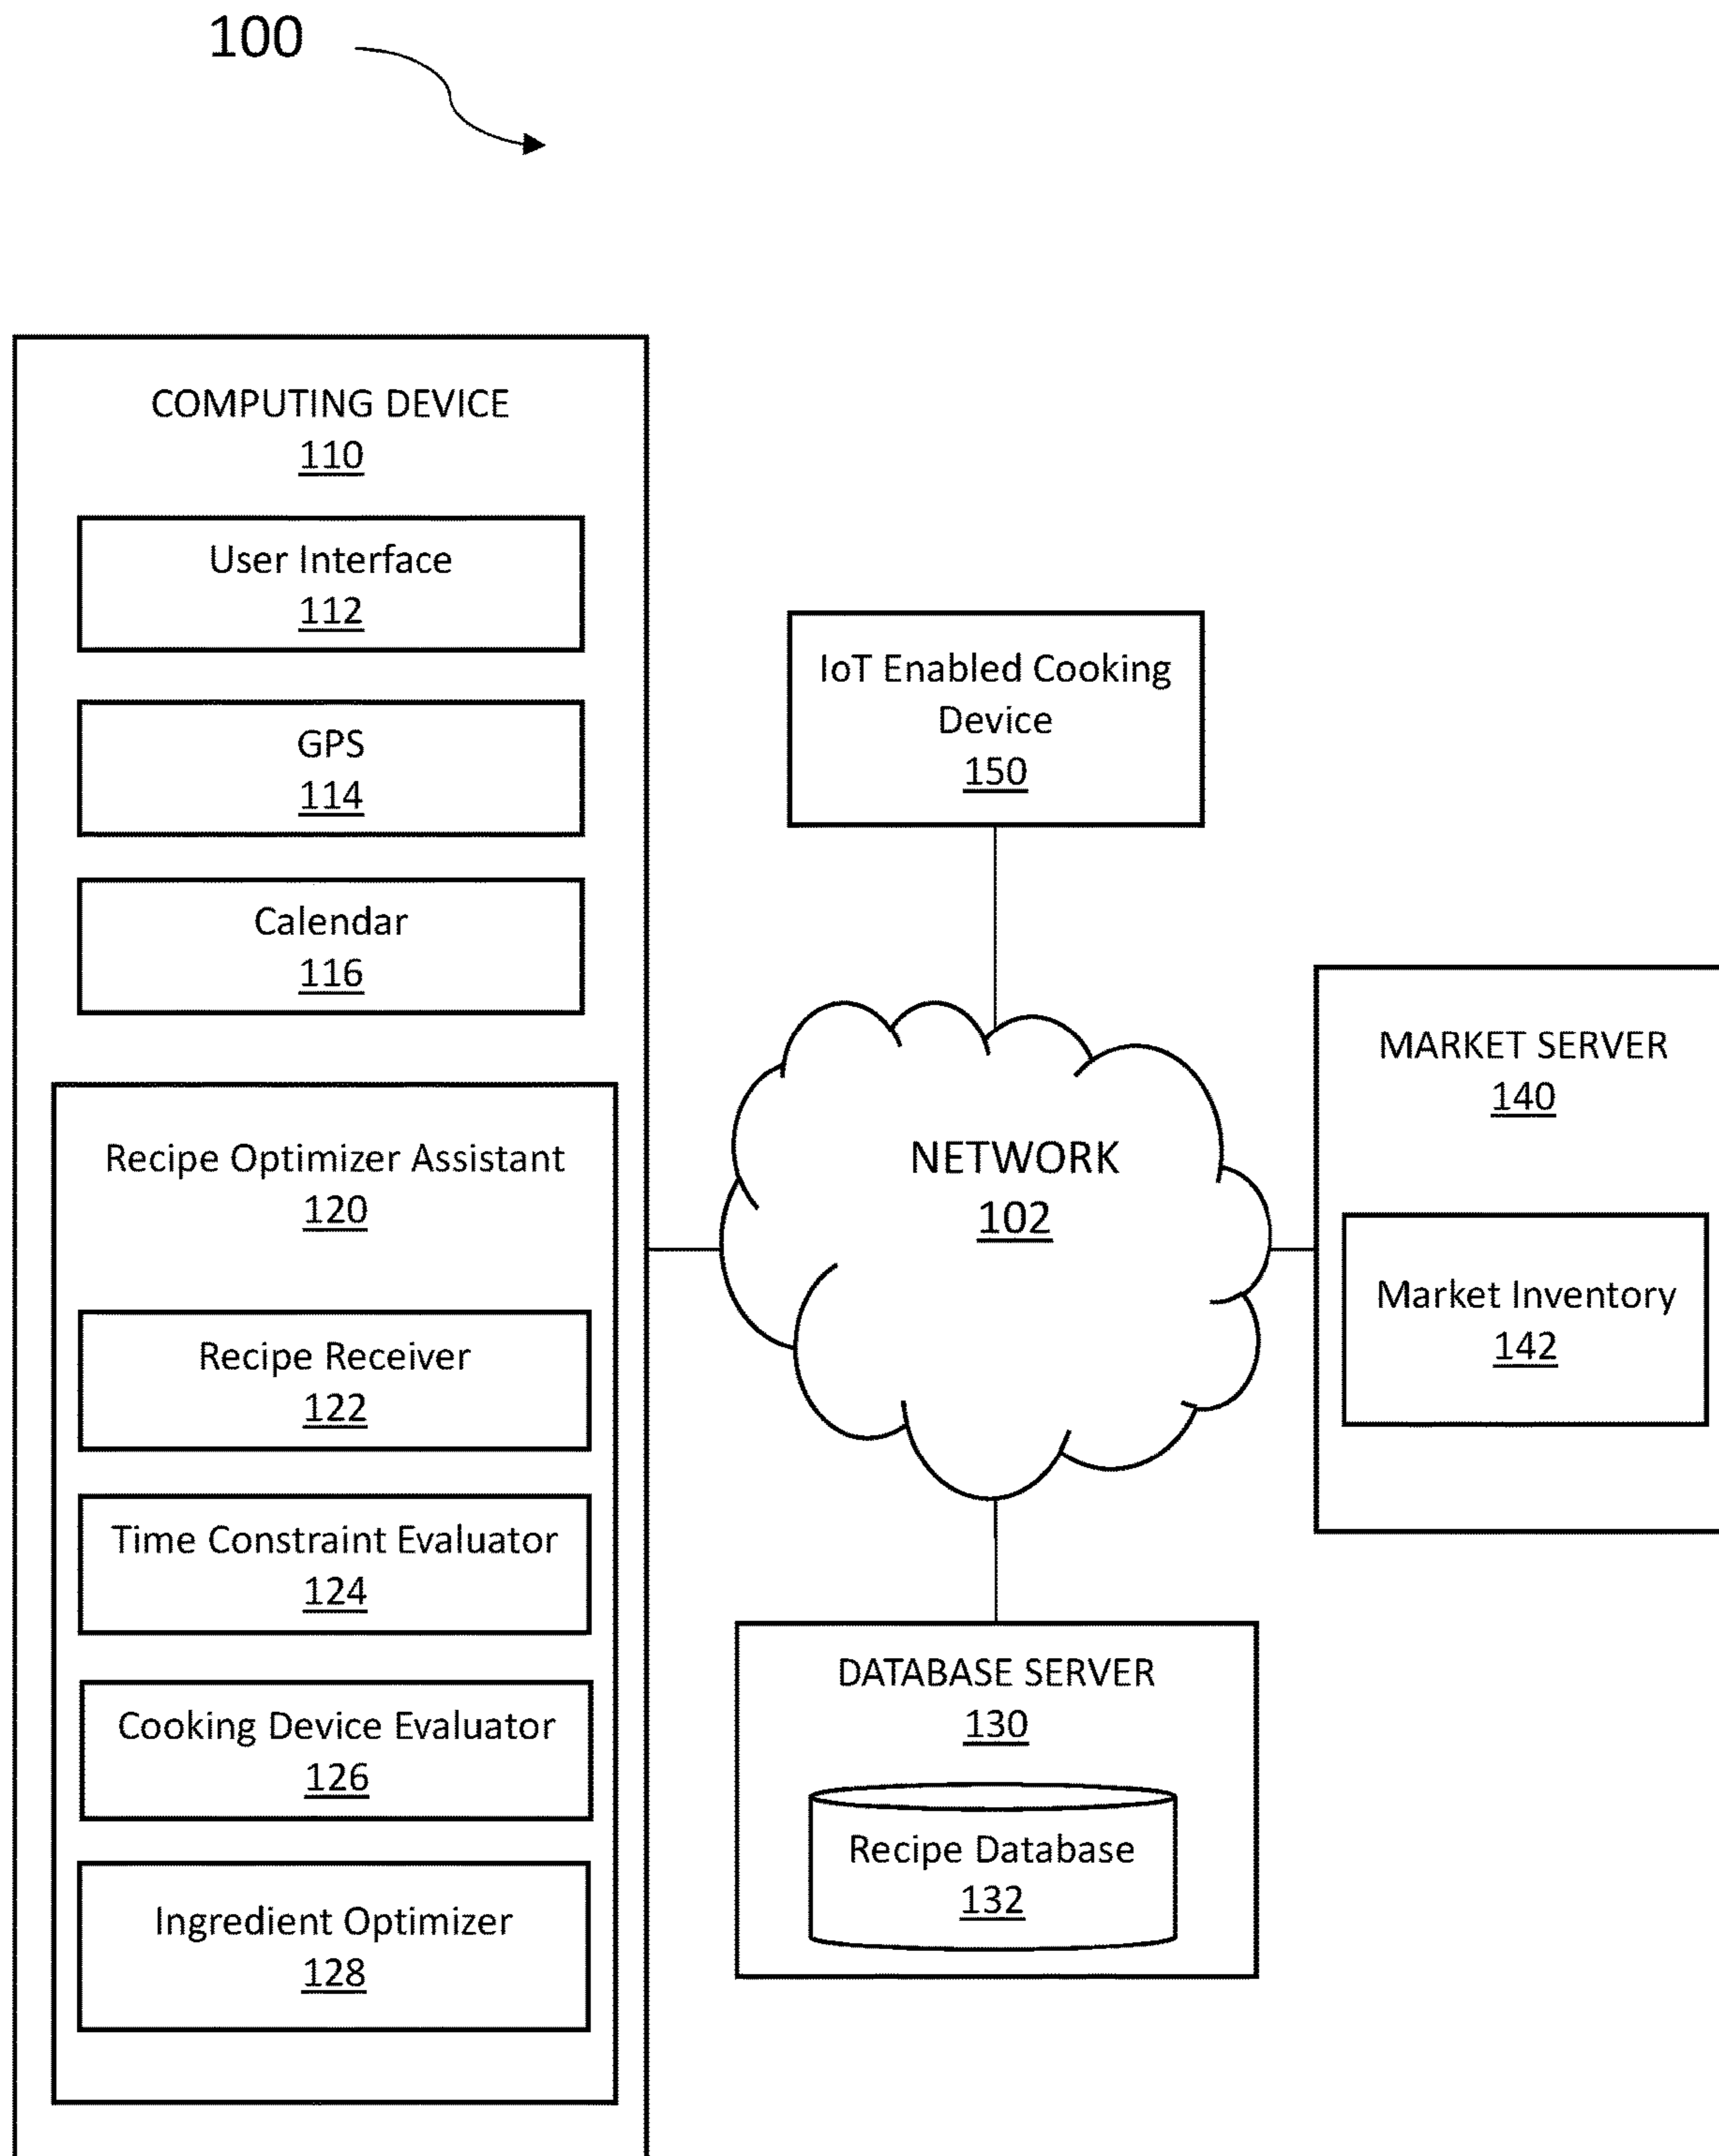 100
COMPUTING DEVICE
110
User Interface
112
GPS
114
Calendar
116
Recipe Optimizer Assistant
120
Recipe Receiver
122
Time Constraint Evaluator
124
Cooking Device Evaluator
126
Ingredient Optimizer
128
IoT Enabled Cooking
Device
150
NETWORK
102
MARKET SERVER
140
Market Inventory
142
DATABASE SERVER
130
Recipe Database
132